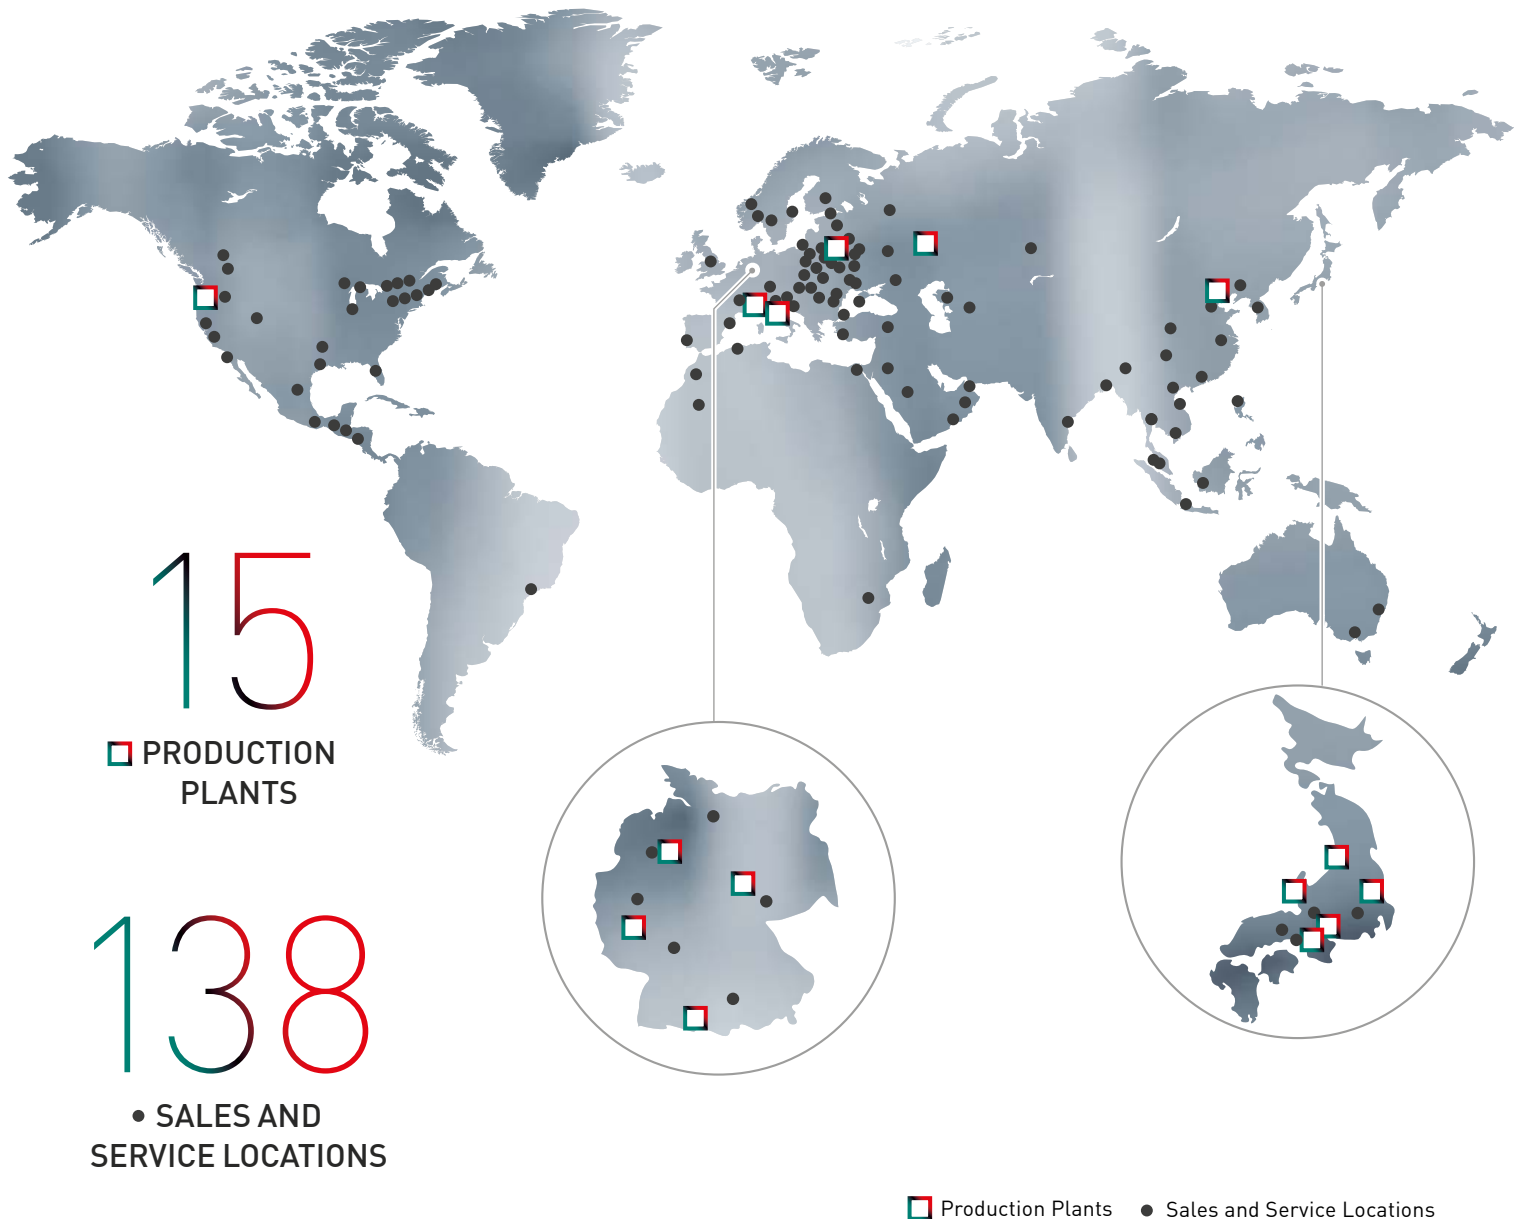 15
PRODUCTION
PLANTS
138
SALES AND
SERVICE LOCATIONS
Production Plants
Sales and Service Locations